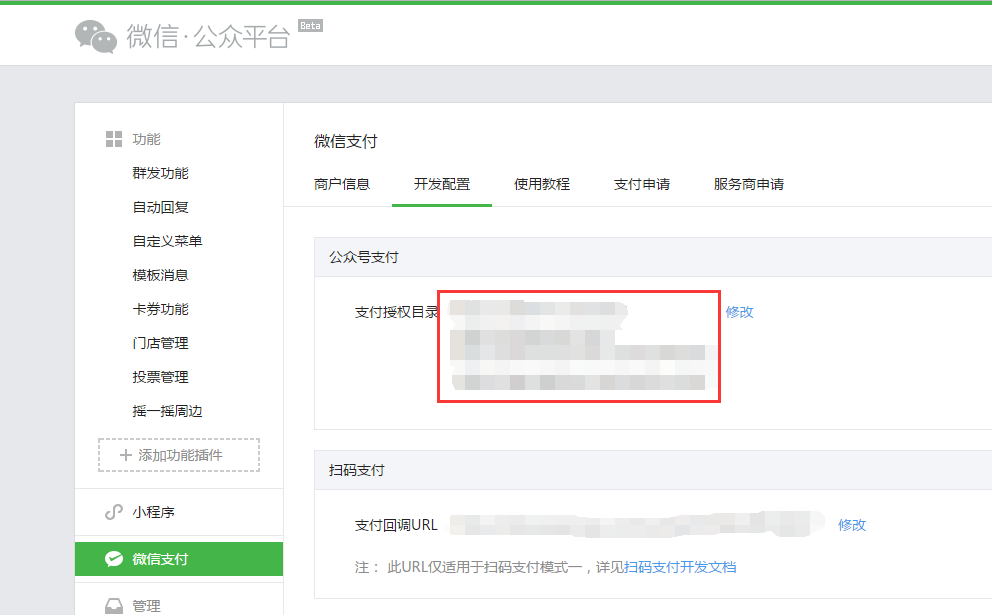 微信·公众平台 Beta
功能
群发功能
自动回复
自定义菜单
模板消息
卡券功能
门店管理
投票管理
摇一摇周边
添加功能插件
小程序
微信支付
管理
微信支付
商户信息 开发配置 使用教程 支付申请 服务商申请
公众号支付
支付授权目录 修改
扫码支付
支付回调URL 修改
注： 此URL仅适用于扫码支付模式一，详见扫码支付开发文档